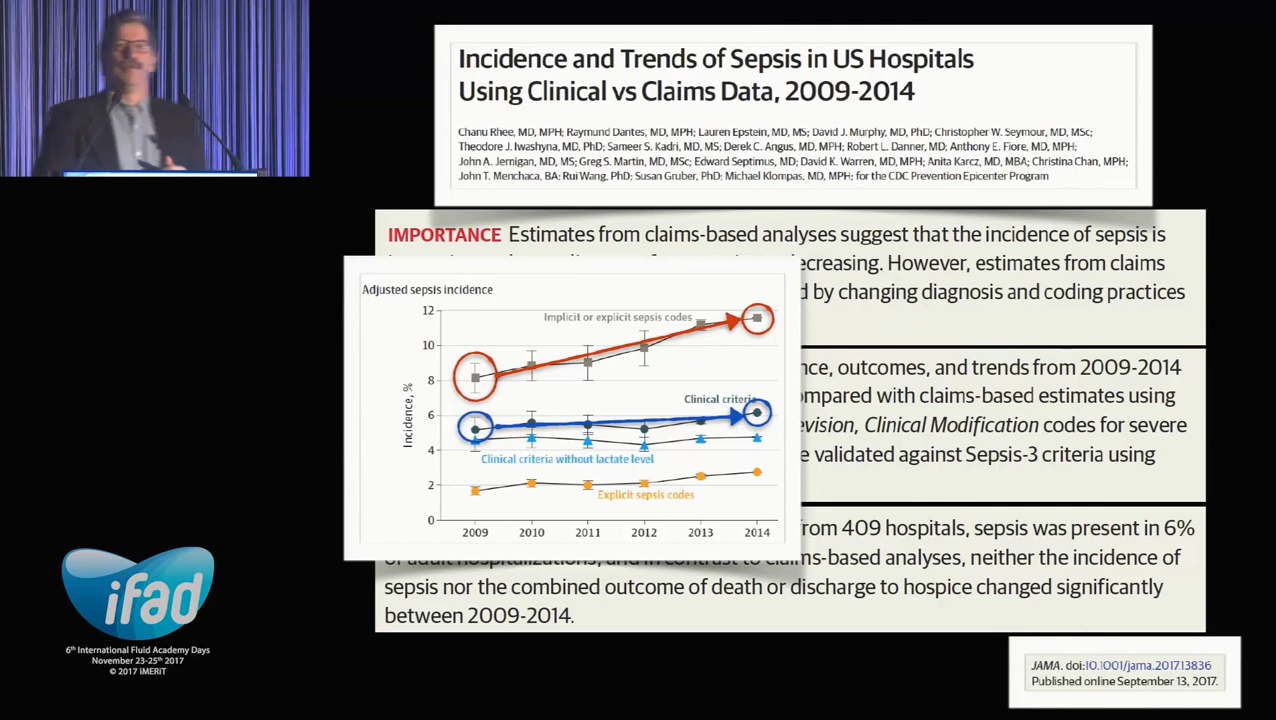 Incidence and Trends of Sepsis in US Hospitals
Using Clinical vs Claims Data, 2009-2014
Chanu Rhee, MD, MPH; Raymund Dantes, MD, MPH; Lauren Epstein, MD, MS; David J. Murphy, MD, PhD; Christopher W. Seymour, MD, MSc;
Theodore J. Iwashyna, MD, PhD; Sameer S. Kadri, MD, MS; Derek C. Angus, MD, MPH; Robert L. Danner, MD; Anthony E. Fiore, MD, MPH;
John A. Jernigan, MD, MS; Greg S. Martin, MD, MSc; Edward Septimus, MD; David K. Warren, MD, MPH; Anita Karcz, MD, MBA; Christina Chan, MPH;
John T. Menchaca, BA; Rui Wang, PhD; Susan Gruber, PhD; Michael Klompas, MD, MPH; for the CDC Prevention Epicenter Program
IMPORTANCE Estimates from claims-based analyses suggest that the incidence of sepsis is
However, estimates from claims
by changing diagnosis and coding practices
outcomes, and trends from 2009-2014
with claims-based estimates using
Clinical Modification codes for severe
validated against Sepsis-3 criteria using
from 409 hospitals, sepsis was present in 6%
claims-based analyses, neither the incidence of
sepsis nor the combined outcome of death or discharge to hospice changed significantly
between 2009-2014.
Adjusted sepsis incidence
Incidence, %
12
10
8
6
4
2
0
Implicit or explicit sepsis codes
Clinical criteria
Clinical criteria without lactate level
Explicit sepsis codes
2009 2010 2011 2012 2013 2014
ifad
6th International Fluid Academy Days
November 23-25th 2017
© 2017 iMERiT
JAMA. doi:10.1001/jama.2017.13836
Published online September 13, 2017.